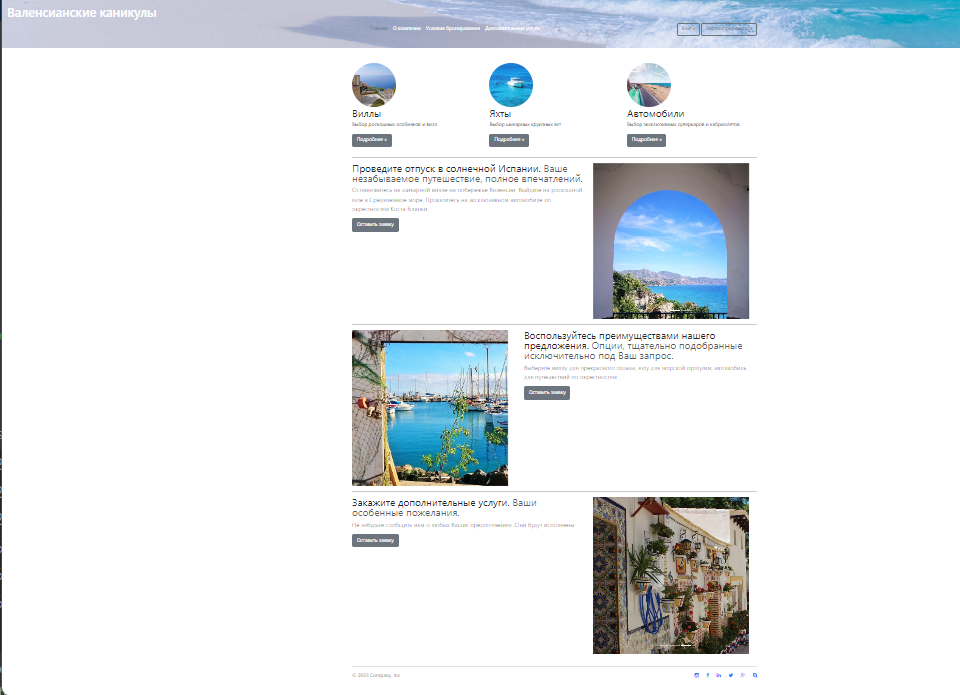 Валенсианские каникулы
Главная О компании Условия бронирования Дополнительные услуги
Виллы
Выбор роскошных особняков и вилл.
Подробнее »
Яхты
Выбор шикарных круизных яхт.
Подробнее »
Автомобили
Выбор эксклюзивных суперкаров и кабриолетов.
Подробнее »
Проведите отпуск в солнечной Испании. Ваше
незабываемое путешествие, полное впечатлений.
Остановитесь на шикарной вилле на побережье Валенсии. Выйдите на роскошной
яхте в Средиземное море. Прокатитесь на эксклюзивном автомобиле по
окрестностям Коста-Бланки.
Оставить заявку
Воспользуйтесь преимуществами нашего
предложения. Опции, тщательно подобранные
исключительно под Ваш запрос.
Выберите виллу для прекрасного отдыха, яхту для морской прогулки, автомобиль
для путешествий по окрестностям.
Оставить заявку
Закажите дополнительные услуги. Ваши
особенные пожелания.
Не забудьте сообщить нам о любых Ваших предпочтениях. Они будут исполнены.
Оставить заявку
© 2023 Company, Inc